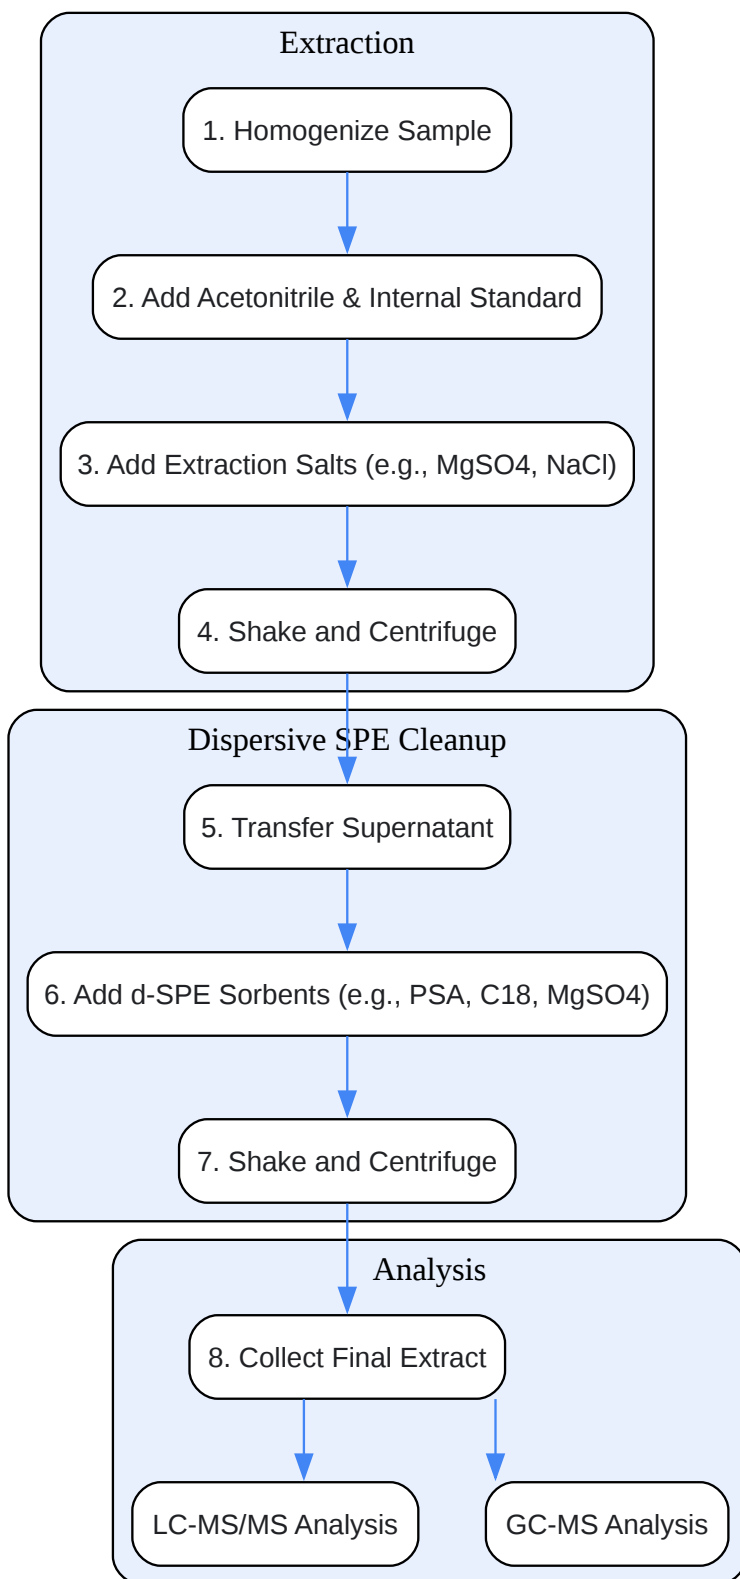 Extraction
1. Homogenize Sample
2. Add Acetonitrile & Internal Standard
3. Add Extraction Salts (e.g., MgSO4, NaCl)
4. Shake and Centrifuge
Dispersive SPE Cleanup
5. Transfer Supernatant
6. Add d-SPE Sorbents (e.g., PSA, C18, MgSO4)
7. Shake and Centrifuge
Analysis
8. Collect Final Extract
LC-MS/MS Analysis
GC-MS Analysis